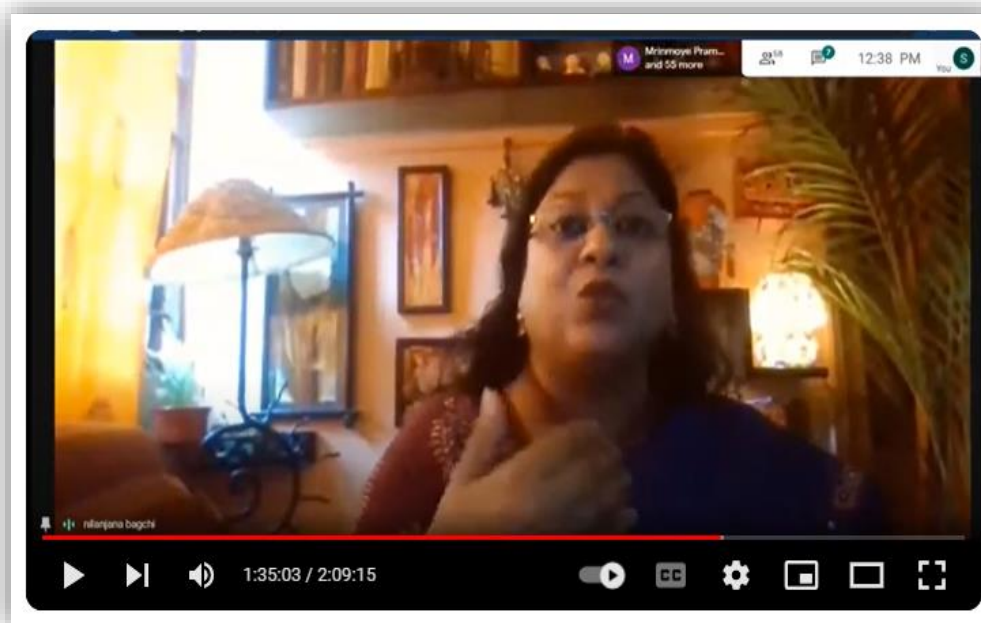 M
Mrinmoye Pram...
and 55 more
58
7
12:38 PM
You
S
nilanjana bagchi
1:35:03 / 2:09:15
CC